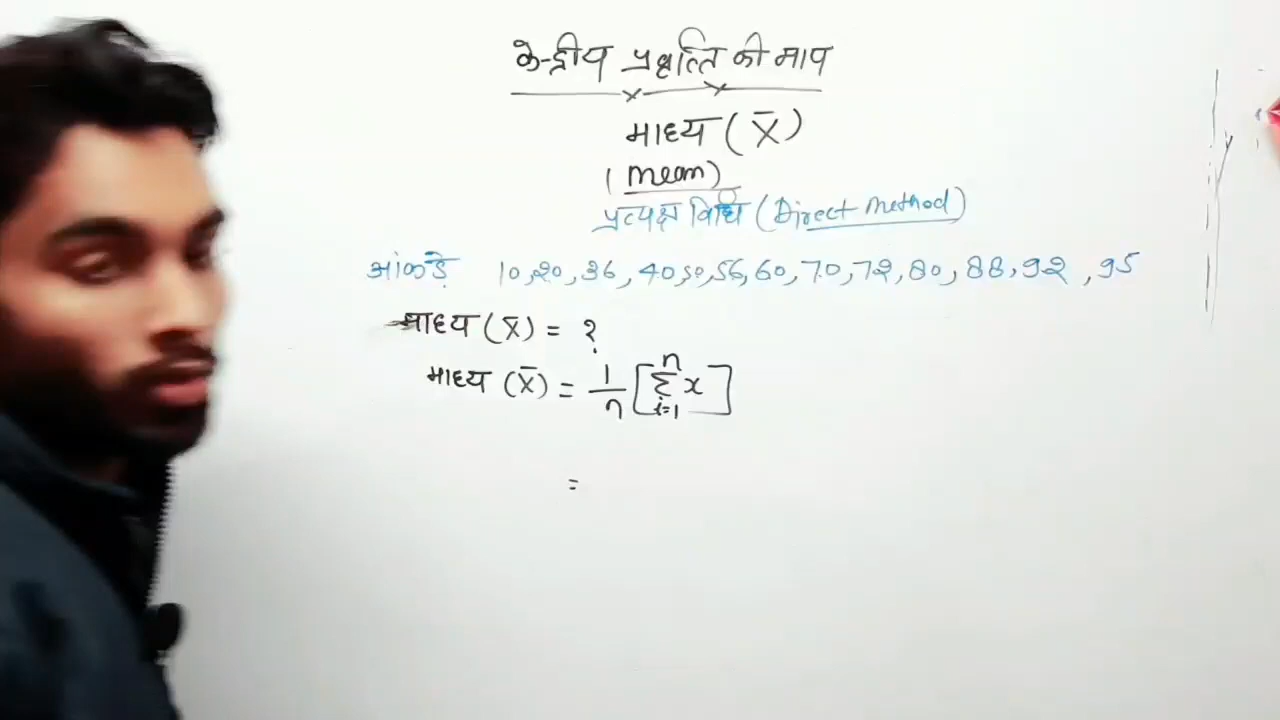 केन्द्रीय प्रवृत्ति की माप
माध्य (X̄)
(mean)
प्रत्यक्ष विधि (Direct Method)
आंकड़े 10,20,36,40,50,56,60,70,72,80,88,92,95
माध्य (X̄) = ?
माध्य (X̄) = 1/n [n Σ i=1 x]
=